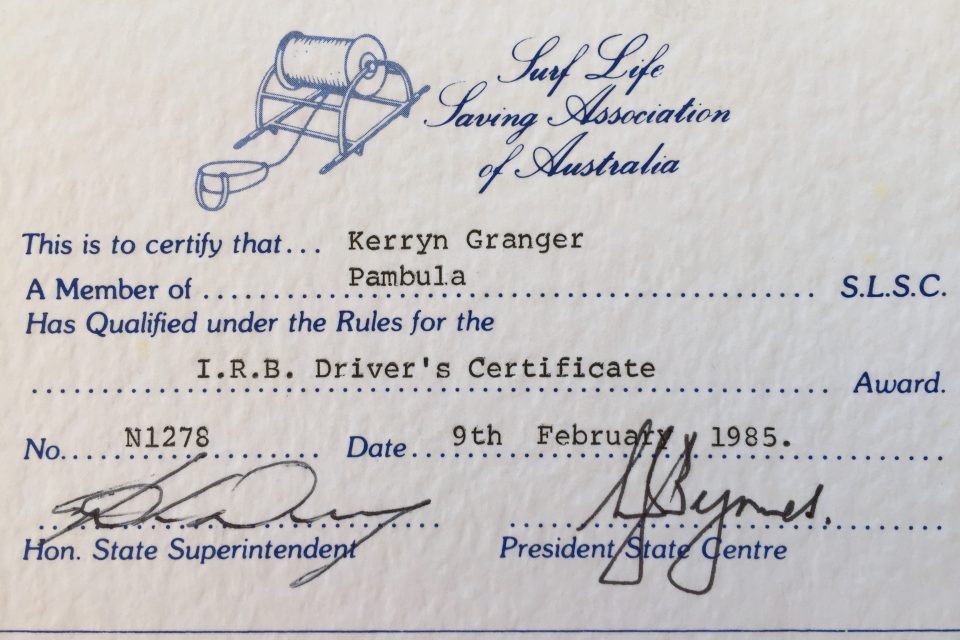 Surf Life
Saving Association
of Australia
This is to certify that... Kerryn Granger
A Member of .......... Pambula .......... S.L.S.C.
Has Qualified under the Rules for the
I.R.B. Driver's Certificate Award.
No. N1278 Date 9th February 1985.
Byrnes.
Hon. State Superintendent President State Centre